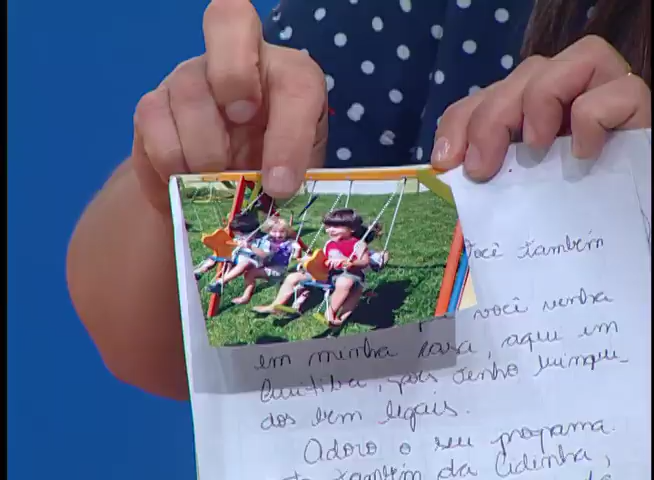 você também
você venha
em minha casa, aqui em
Curitiba, pois tenho brinque_
dos bem legais.
Adoro o seu programa.
também da Cidinha,